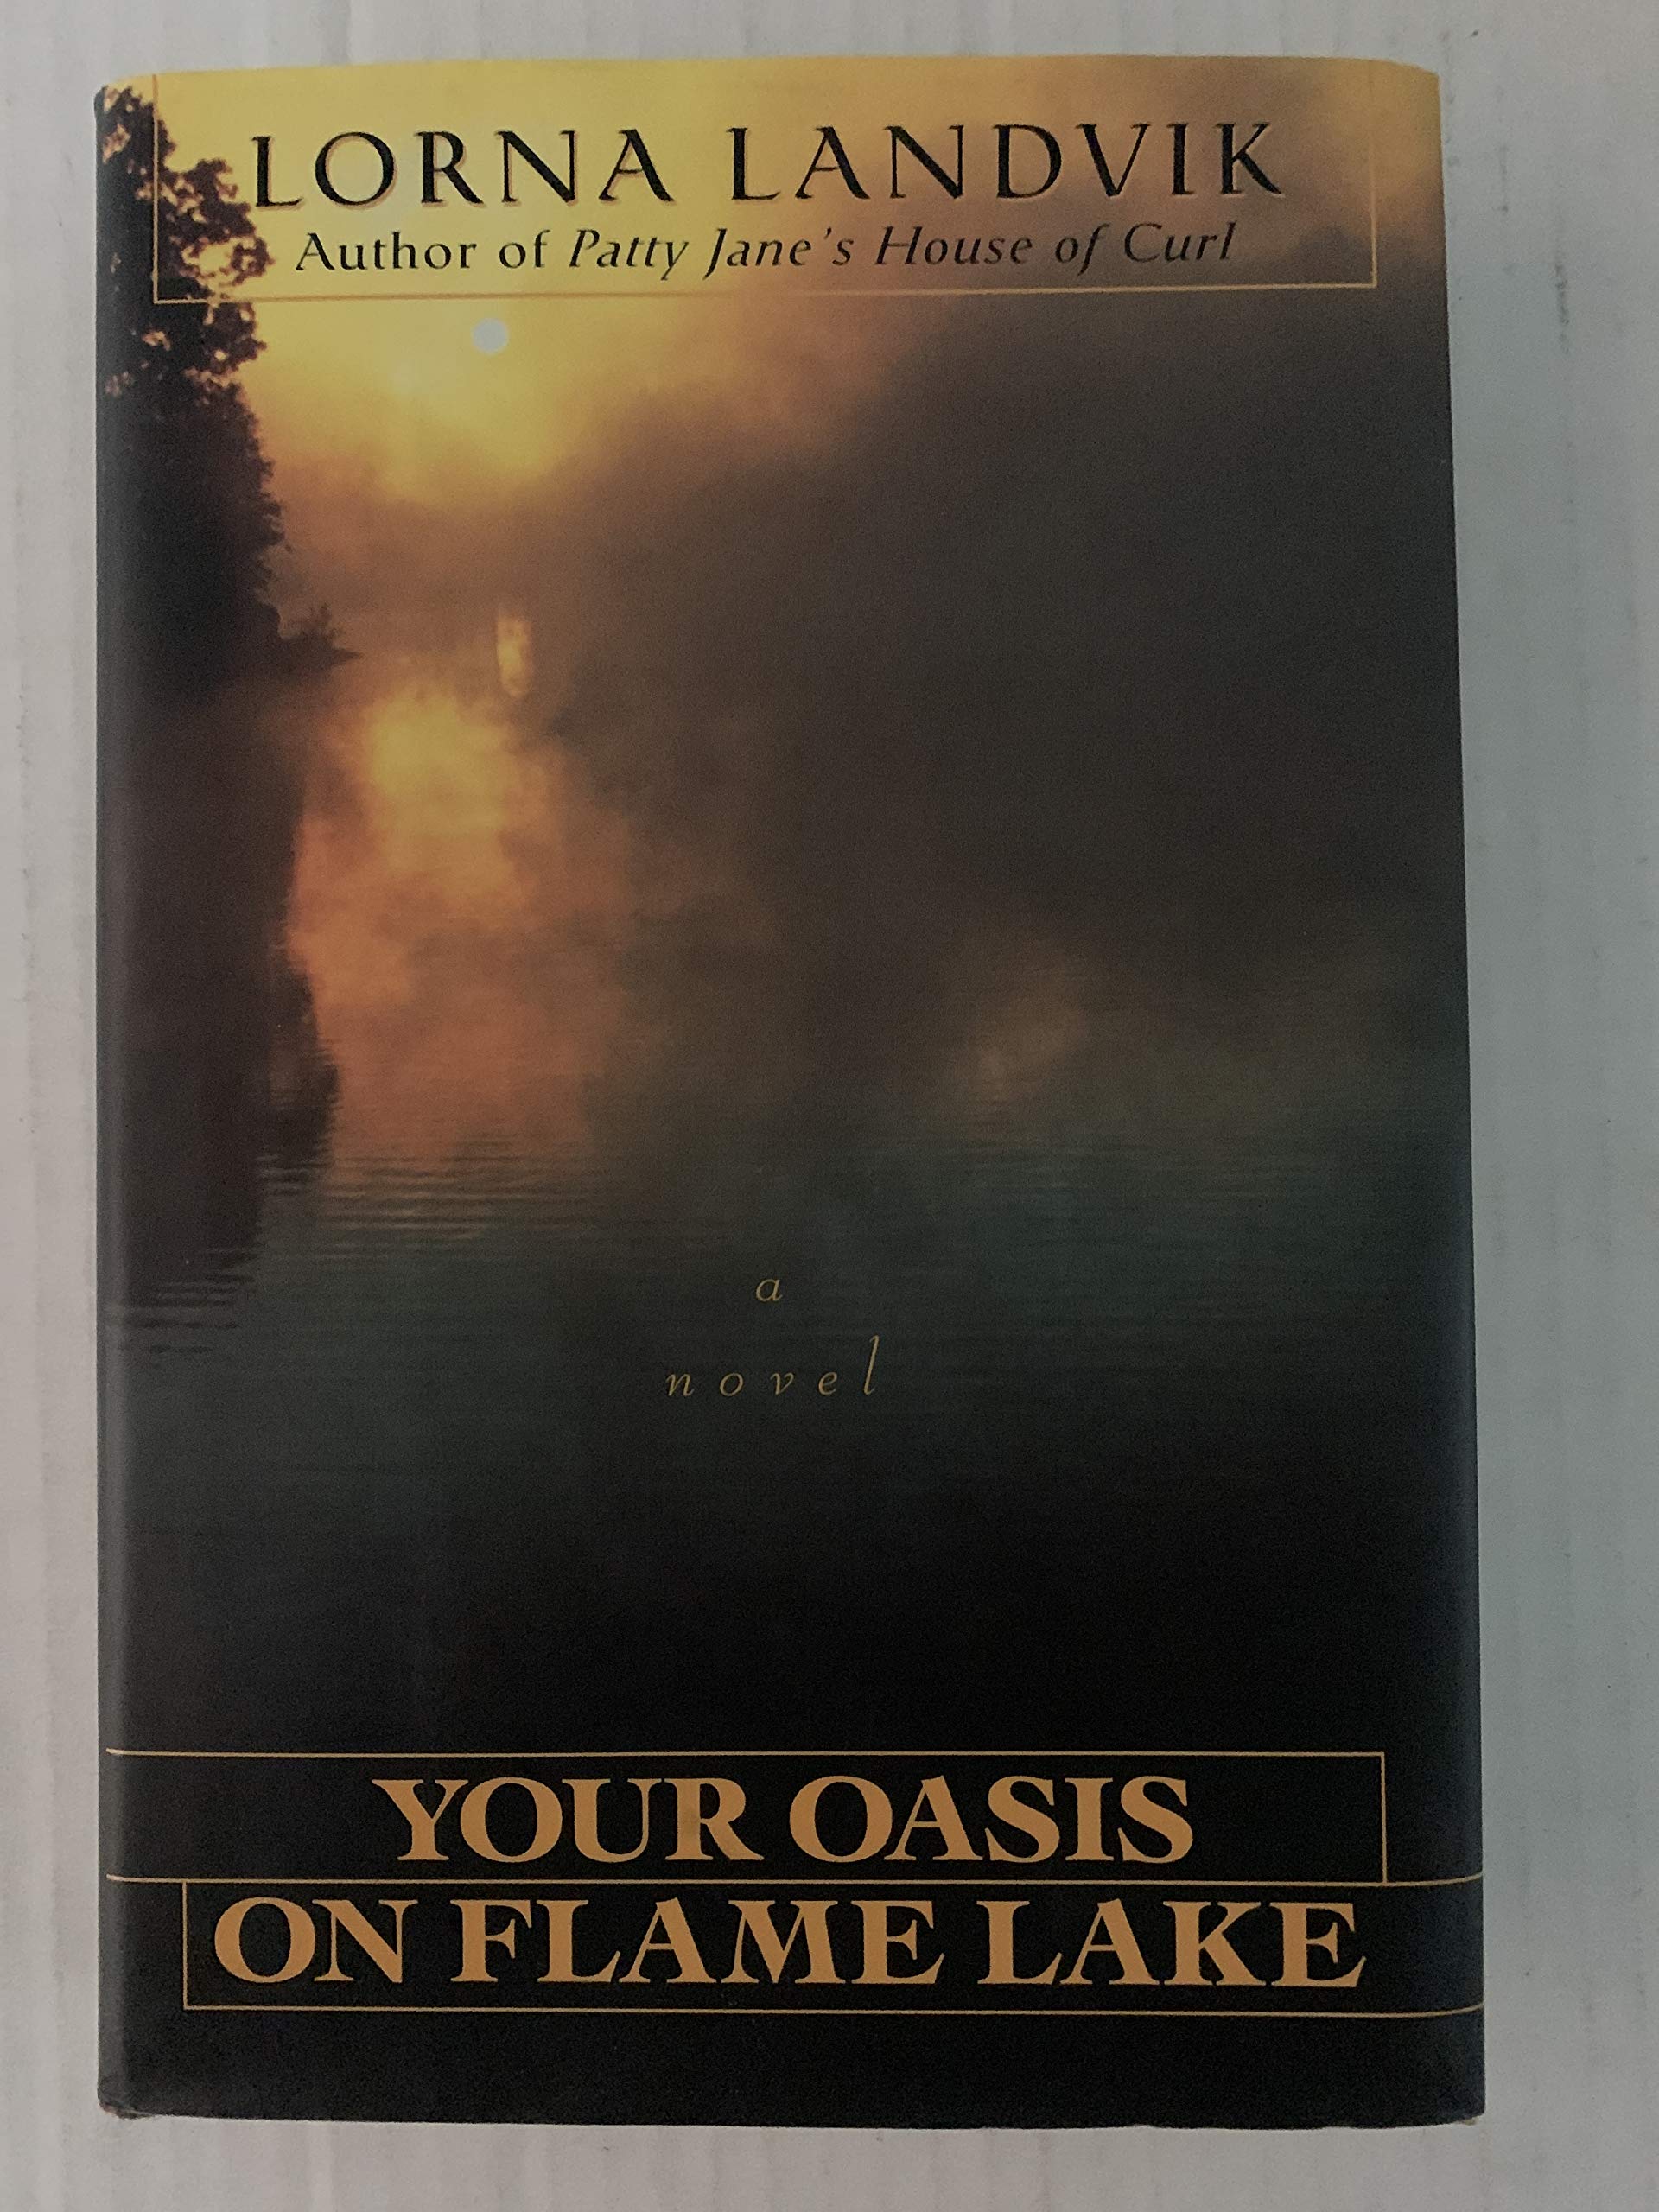 LORNA LANDVIK
Author of Patty Jane's House of Curl
a
novel
YOUR OASIS
ON FLAME LAKE